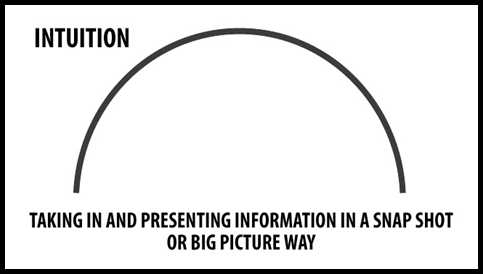 INTUITION
TAKING IN AND PRESENTING INFORMATION IN A SNAP SHOT
OR BIG PICTURE WAY